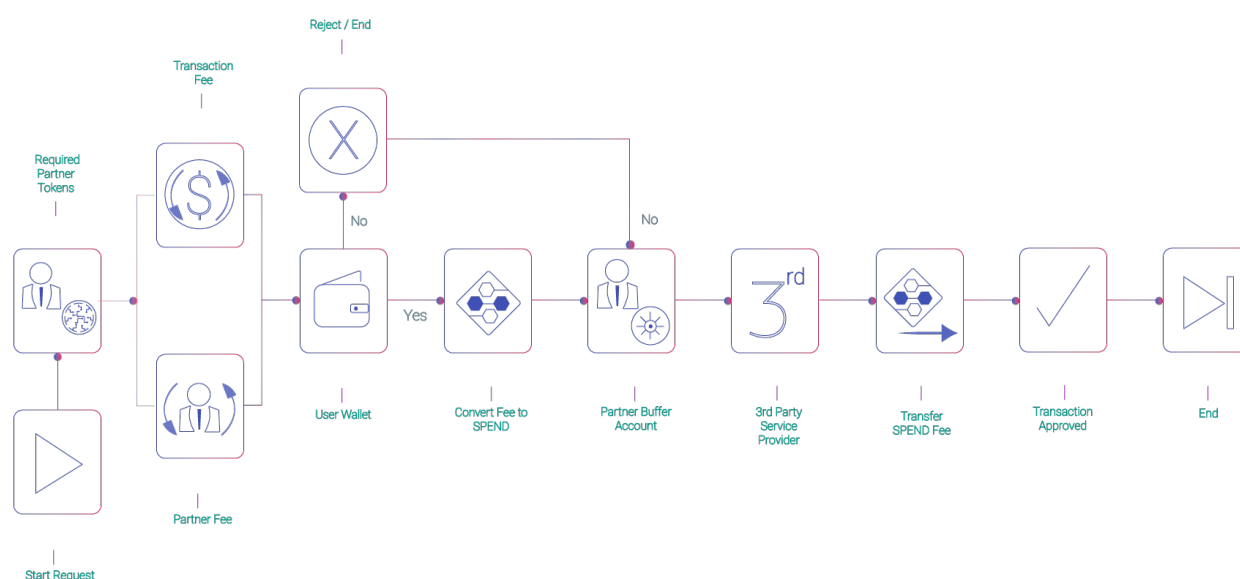 Reject / End
Transaction
Fee
Required
Partner
Tokens
$
X
No
No
Yes
3rd
User Wallet
Convert Fee to
SPEND
Partner Buffer
Account
3rd Party
Service
Provider
Transfer
SPEND Fee
Transaction
Approved
End
Partner Fee
Start Request